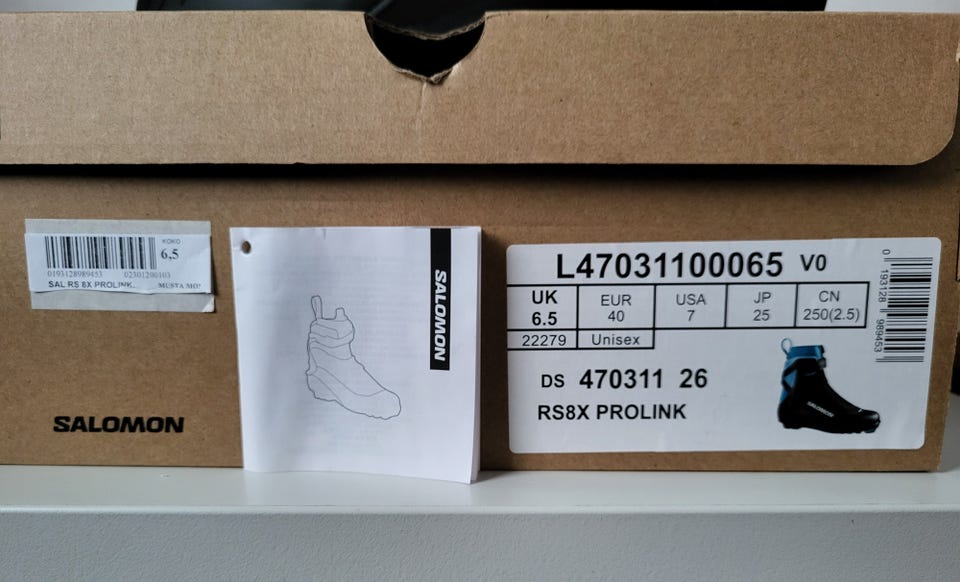 KOKO
6,5
0193128989453 02301200103
SAL RS 8X PROLINK.. MUSTA MO!
SALOMON
SALOMON
L47031100065 V0
UK EUR USA JP CN
6.5 40 7 25 250(2.5)
22279 Unisex
DS 470311 26
RS8X PROLINK
SALOMON
0 193128 989453